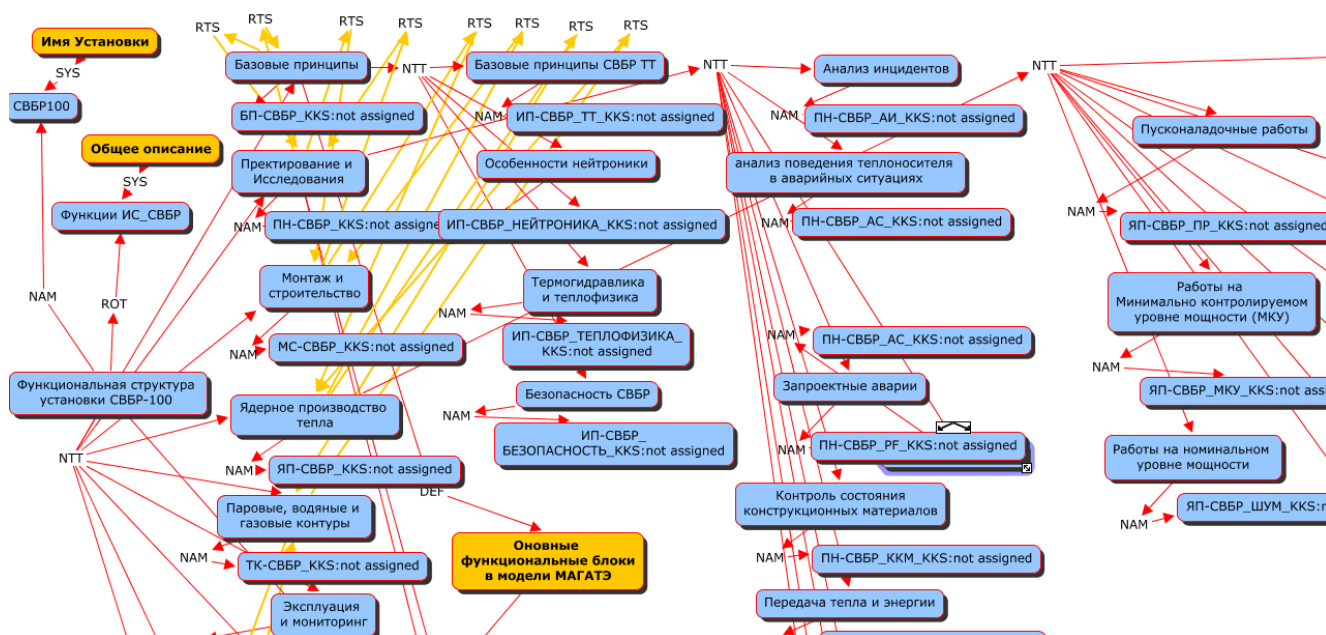 RTS
RTS
RTS
RTS
RTS
RTS
RTS
RTS
Имя Установки
SYS
СВБР100
Общее описание
SYS
Функции ИС_СВБР
NAM
ROT
Функциональная структура
установки СВБР-100
NTT
Базовые принципы
БП-СВБР_KKS:not assigned
Пректирование и
Исследования
NAM
ПН-СВБР_KKS:not assigne
Монтаж и
строительство
NAM
МС-СВБР_KKS:not assigned
Ядерное производство
тепла
NAM
ЯП-СВБР_KKS:not assigned
DEF
Паровые, водяные и
газовые контуры
NAM
ТК-СВБР_KKS:not assigned
Эксплуация
и мониторинг
NTT
Базовые принципы СВБР ТТ
NAM
ИП-СВБР_ТТ_KKS:not assigned
Особенности нейтроники
ИП-СВБР_НЕЙТРОНИКА_KKS:not assigned
Термогидравлика
и теплофизика
NAM
ИП-СВБР_ТЕПЛОФИЗИКА_
KKS:not assigned
Безопасность СВБР
NAM
ИП-СВБР_
БЕЗОПАСНОСТЬ_KKS:not assigned
Оновные
функциональные блоки
в модели МАГАТЭ
NTT
Анализ инцидентов
NAM
ПН-СВБР_АИ_KKS:not assigned
анализ поведения теплоносителя
в аварийных ситуациях
NAM
ПН-СВБР_АС_KKS:not assigned
NAM
ПН-СВБР_АС_KKS:not assigned
Запроектные аварии
NAM
ПН-СВБР_PF_KKS:not assigned
Контроль состояния
конструкционных материалов
NAM
ПН-СВБР_ККМ_KKS:not assigned
Передача тепла и энергии
NTT
Пусконаладочные работы
NAM
ЯП-СВБР_ПР_KKS:not assigned
Работы на
Минимально контролируемом
уровне мощности (МКУ)
NAM
ЯП-СВБР_МКУ_KKS:not assi
Работы на номинальном
уровне мощности
NAM
ЯП-СВБР_ШУМ_KKS:n